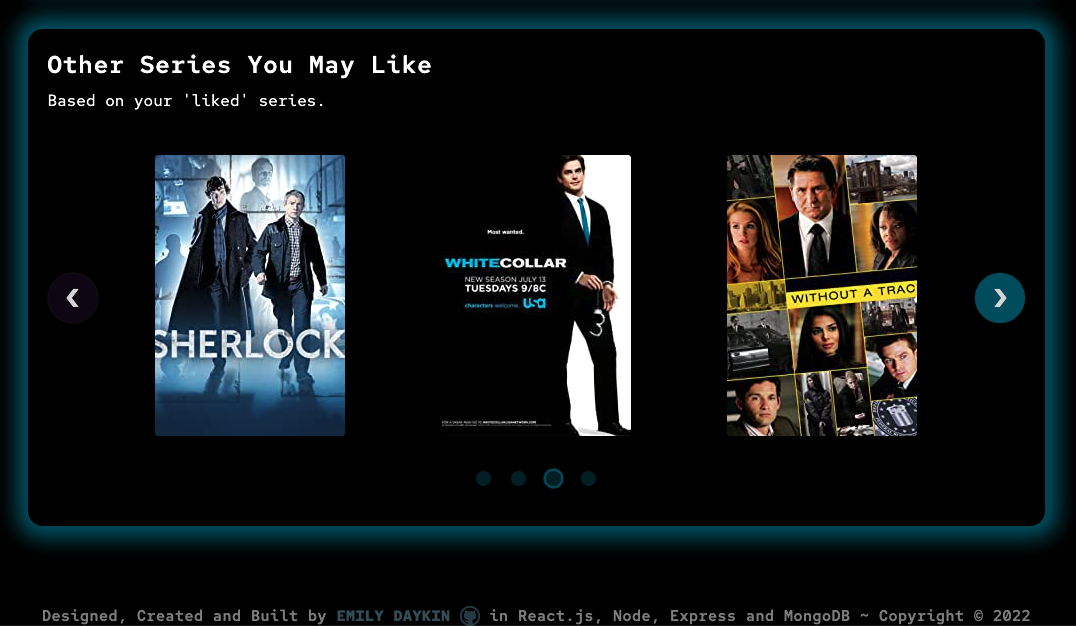 Other Series You May Like
Based on your 'liked' series.
SHERLOCK
Most wanted.
WHITECOLLAR
NEW SEASON JULY 13
TUESDAYS 9/8C
characters welcome. usa
WITHOUT A TRAC
Designed, Created and Built by EMILY DAYKIN in React.js, Node, Express and MongoDB ~ Copyright © 2022